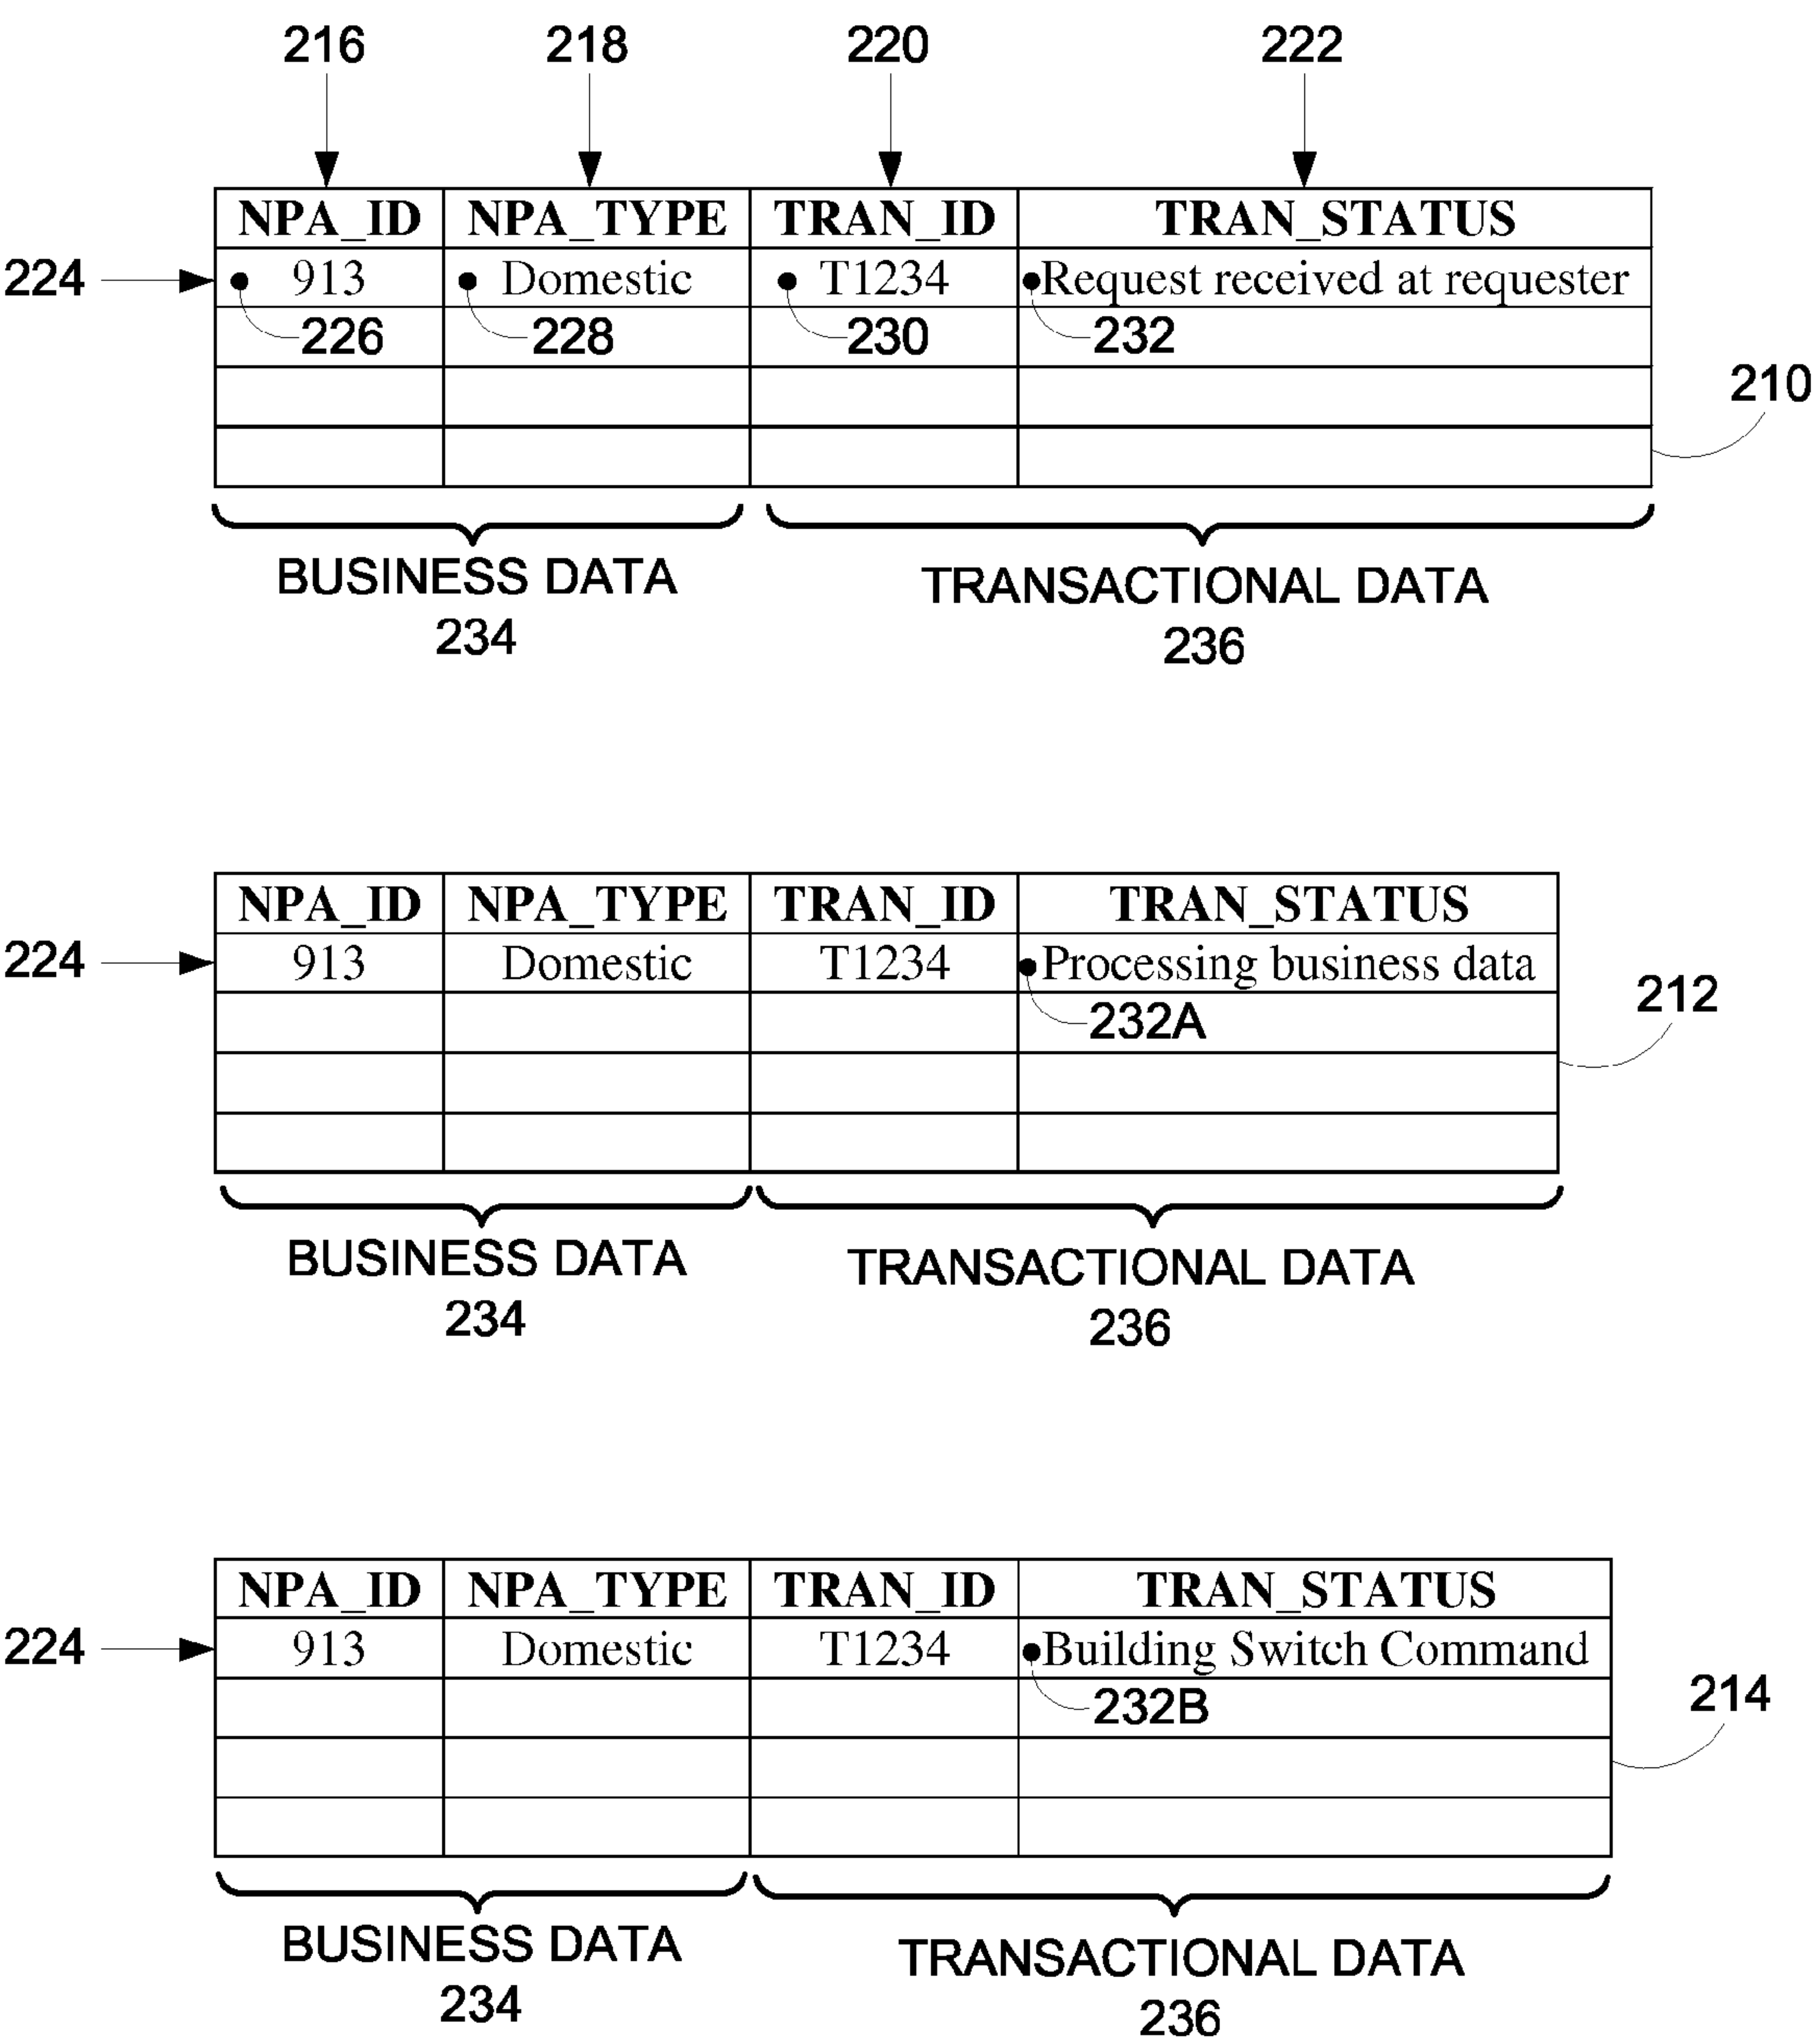 216 218 220 222
NPA_ID NPA_TYPE TRAN_ID TRAN_STATUS
224 913 Domestic T1234 Request received at requester
226 228 230 232
210
BUSINESS DATA TRANSACTIONAL DATA
234 236
NPA_ID NPA_TYPE TRAN_ID TRAN_STATUS
224 913 Domestic T1234 Processing business data
232A 212
BUSINESS DATA TRANSACTIONAL DATA
234 236
NPA_ID NPA_TYPE TRAN_ID TRAN_STATUS
224 913 Domestic T1234 Building Switch Command
232B 214
BUSINESS DATA TRANSACTIONAL DATA
234 236